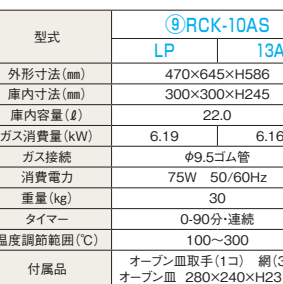 型式 ⑨RCK-10AS
LP 13A
外形寸法(㎜) 470×645×H586
庫内寸法(㎜) 300×300×H245
庫内容量(ℓ) 22.0
ガス消費量(kW) 6.19 6.16
ガス接続 Φ9.5ゴム管
消費電力 75W 50/60Hz
重量(㎏) 30
タイマー 0-90分・連続
温度調節範囲(℃) 100〜300
付属品 オーブン皿取手(1コ) 網(3
オーブン皿 280×240×H23